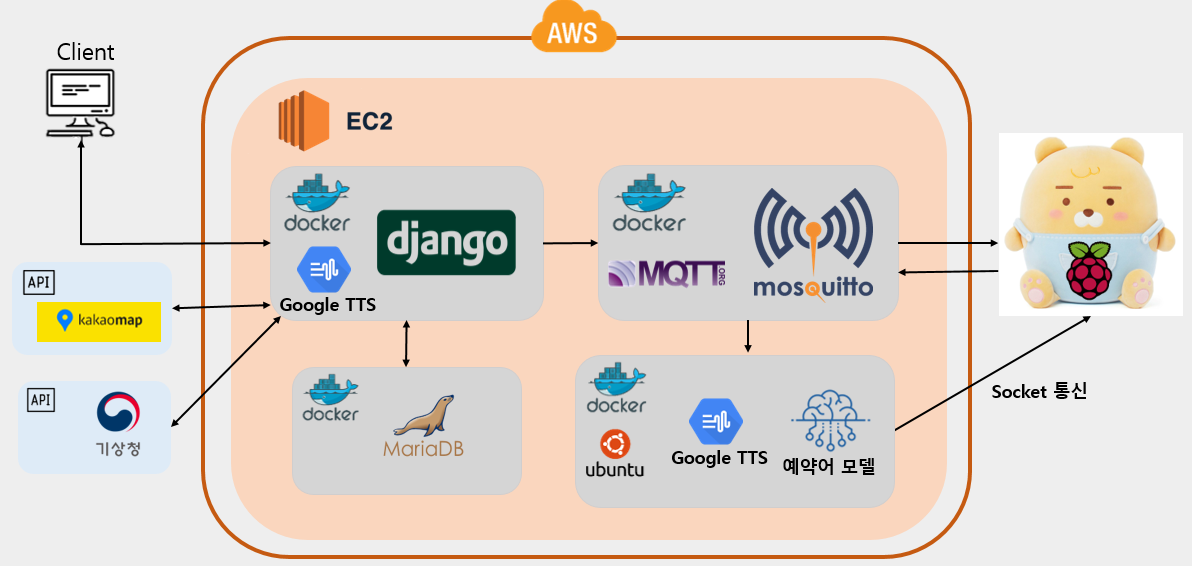 AWS
Client
EC2
docker
django
Google TTS
docker
MQTT.ORG
mosquitto
API
kakaomap
API
기상청
docker
MariaDB
docker
ubuntu
Google TTS
예약어 모델
Socket 통신